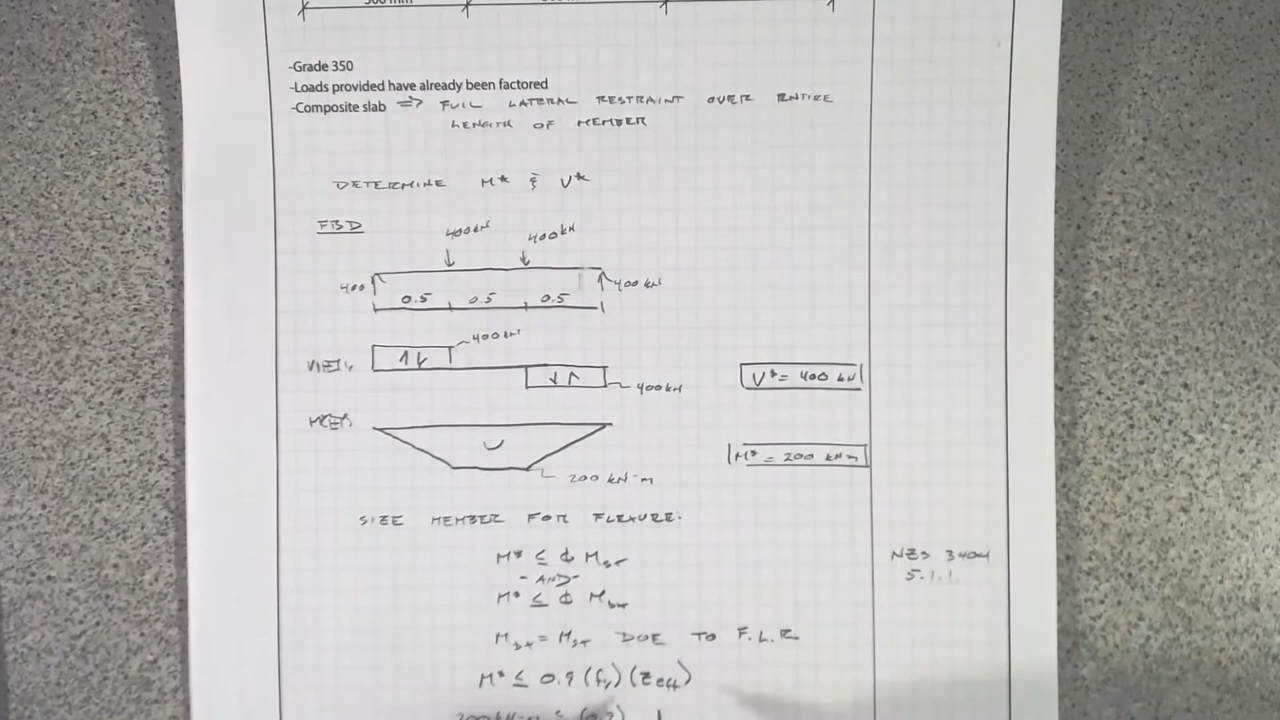 -Grade 350
-Loads provided have already been factored
-Composite slab ⇒ FULL LATERAL RESTRAINT OVER ENTIRE
LENGTH OF MEMBER
DETERMINE M* & V*
FBD
400kN 400kN
400 400 kN
0.5 0.5 0.5
400kN
400kN
V* = 400 kN
M* = 200 kNm
200 kN-m
SIZE MEMBER FOR FLEXURE:
M* ≤ ϕ Msx
NZS 3404
- AND -
5.1.1
M* ≤ ϕ Mbx
Mbx = Msx DUE TO F.L.R.
M* ≤ 0.9 (fy) (Zeff)